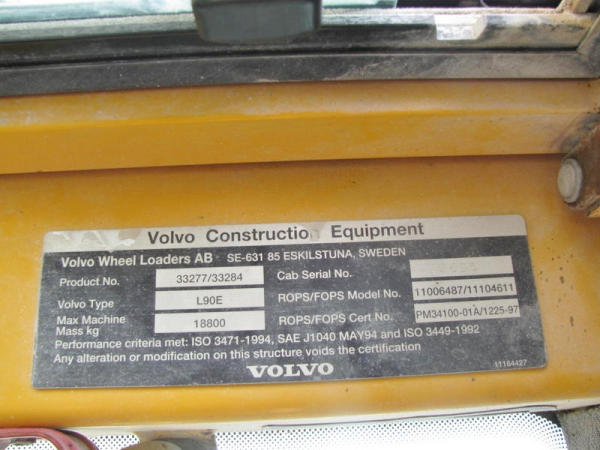 Volvo Construction Equipment
Volvo Wheel Loaders AB SE-631 85 ESKILSTUNA, SWEDEN
Product No. 33277/33284 Cab Serial No.
Volvo Type L90E ROPS/FOPS Model No. 11006487/11104611
Max Machine Mass kg 18800 ROPS/FOPS Cert No. PM34100-01A/1225-97
Performance criteria met: ISO 3471-1994, SAE J1040 MAY94 and ISO 3449-1992
Any alteration or modification on this structure voids the certification
VOLVO 11164427